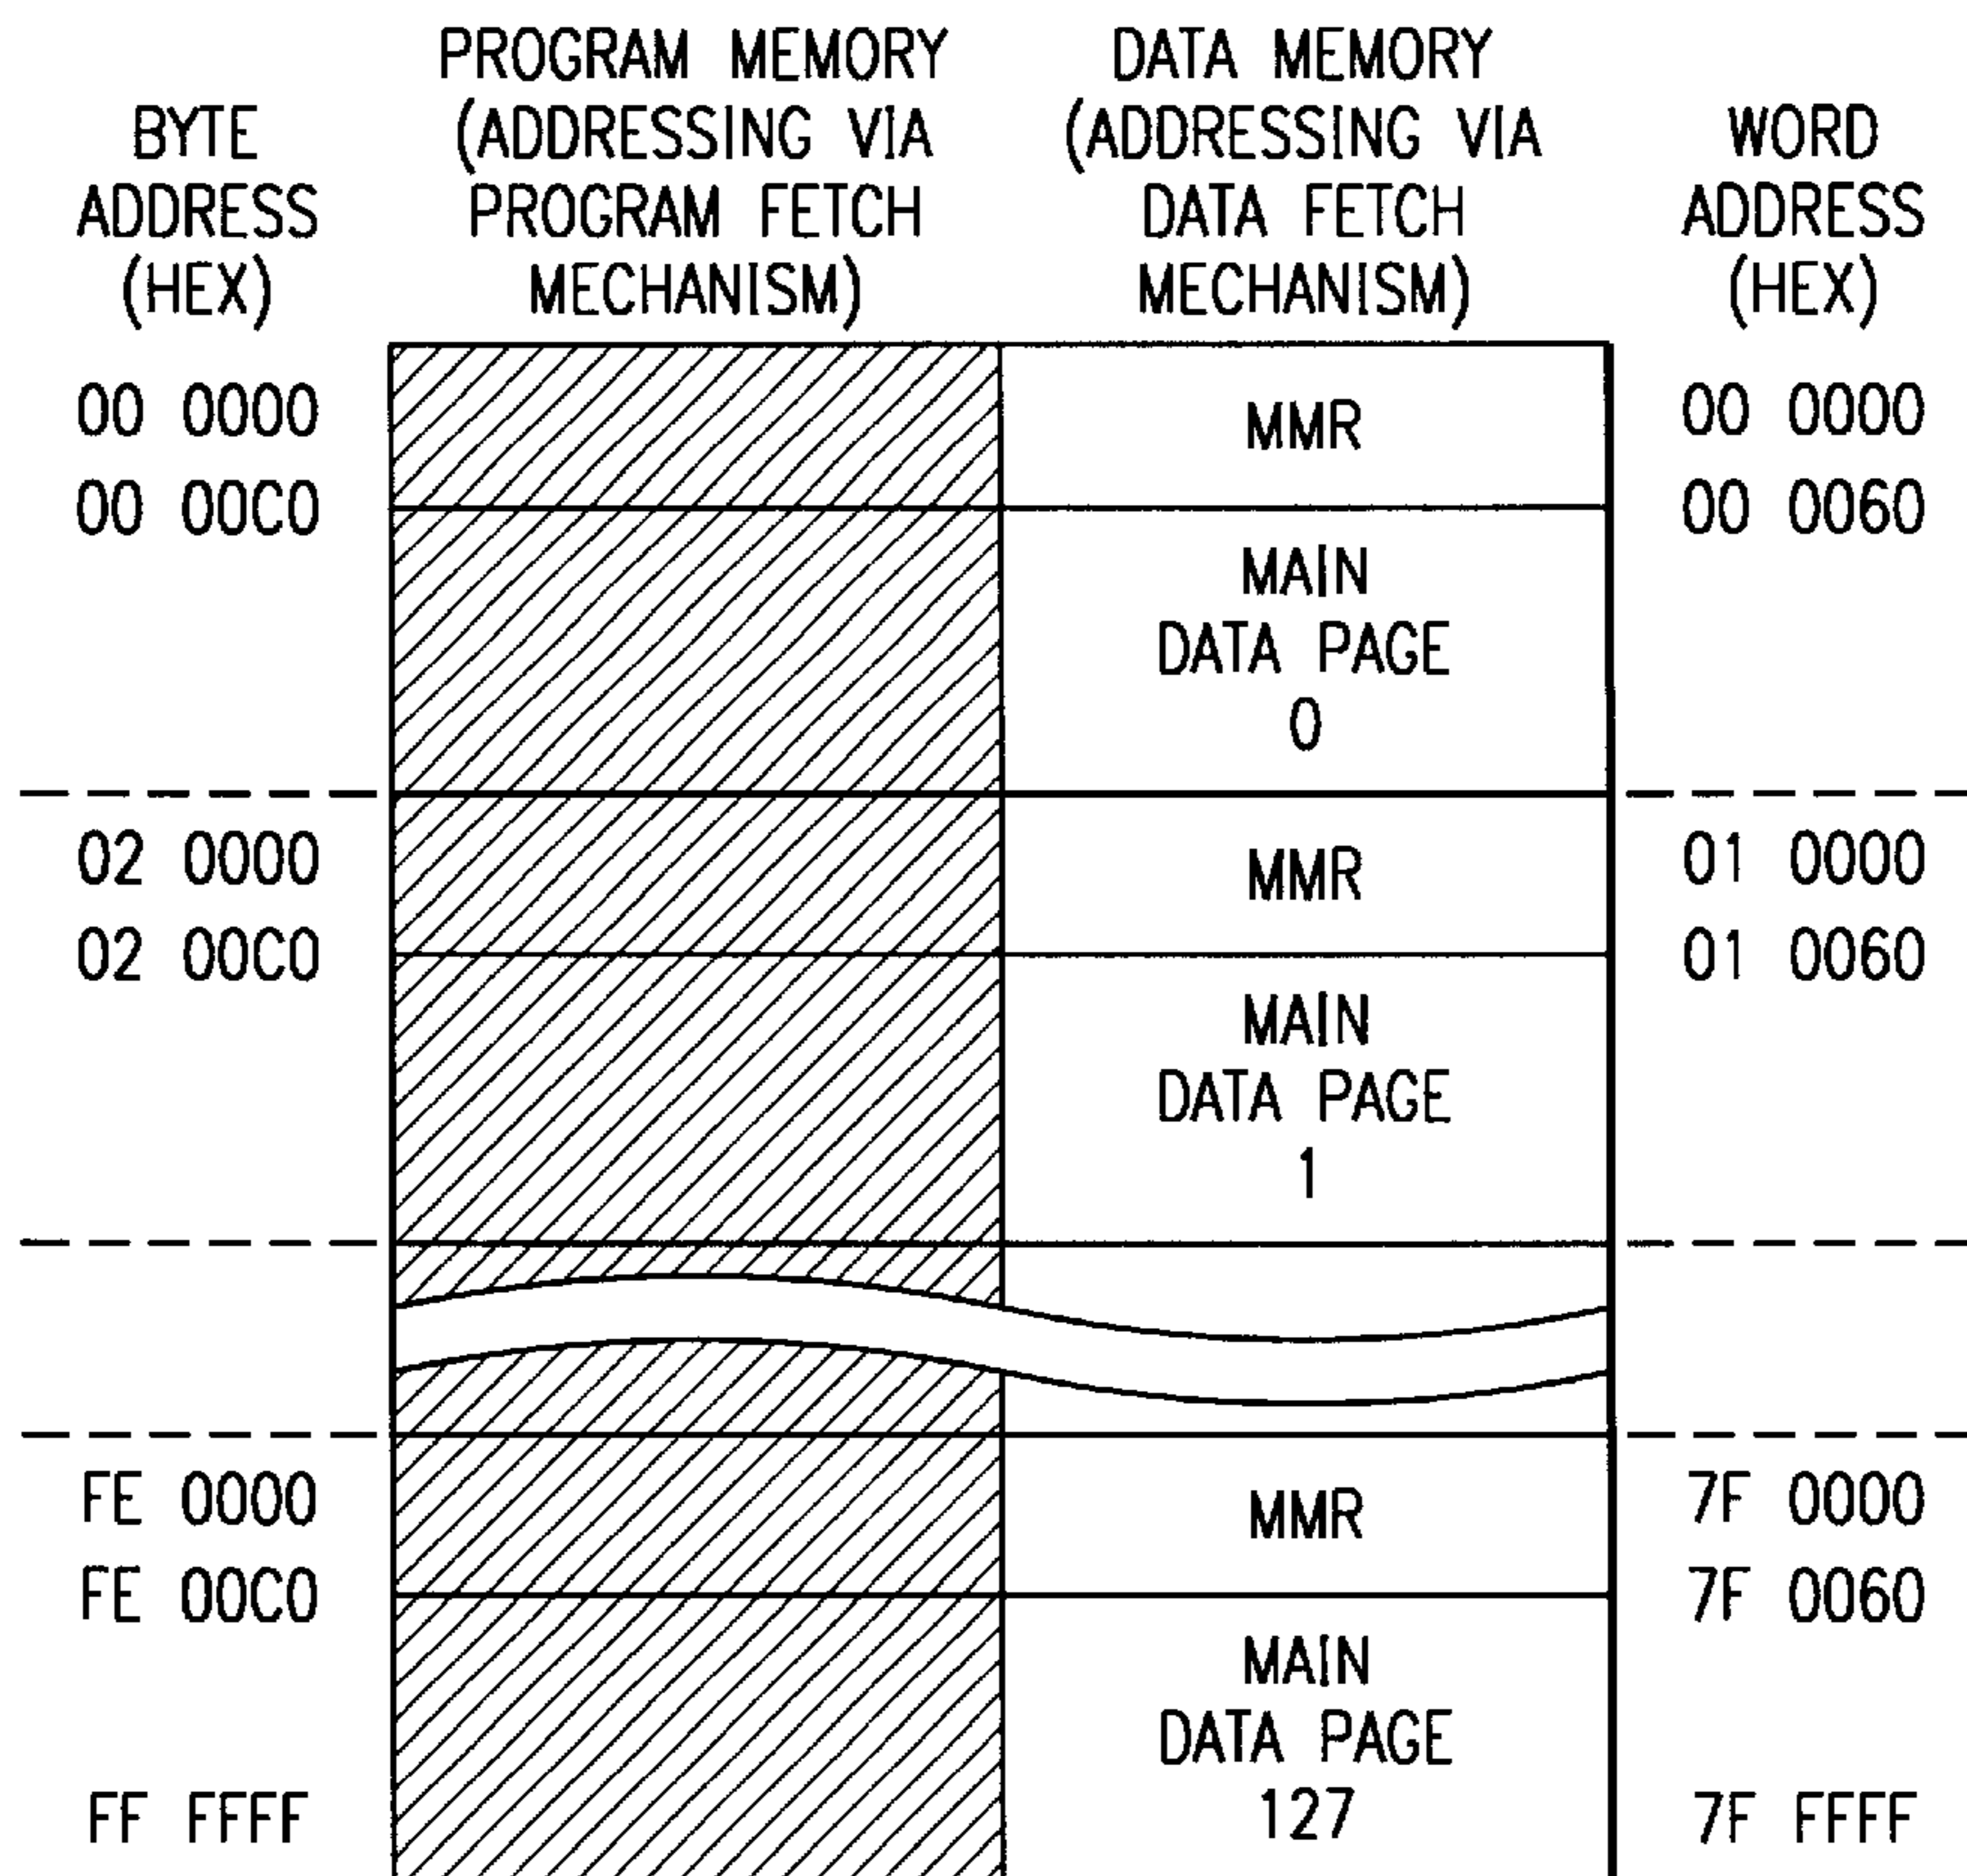 PROGRAM MEMORY DATA MEMORY
BYTE (ADDRESSING VIA (ADDRESSING VIA WORD
ADDRESS PROGRAM FETCH DATA FETCH ADDRESS
(HEX) MECHANISM) MECHANISM) (HEX)
00 0000 MMR 00 0000
00 00C0 00 0060
MAIN
DATA PAGE
0
02 0000 MMR 01 0000
02 00C0 01 0060
MAIN
DATA PAGE
1
FE 0000 MMR 7F 0000
FE 00C0 7F 0060
MAIN
DATA PAGE
FF FFFF 127 7F FFFF